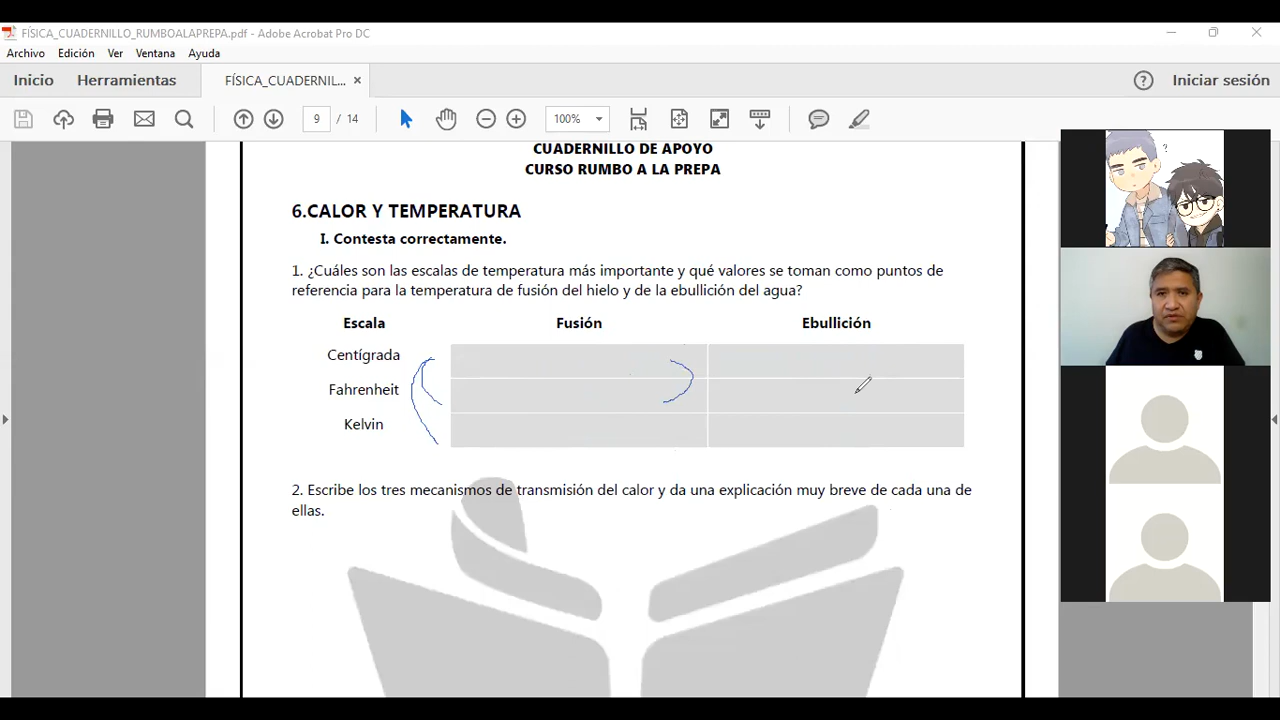 FÍSICA_CUADERNILLO_RUMBOALAPREPA.pdf - Adobe Acrobat Pro DC
Archivo Edición Ver Ventana Ayuda
Inicio Herramientas FÍSICA_CUADERNIL... × Iniciar sesión
9 / 14 100%
CUADERNILLO DE APOYO
CURSO RUMBO A LA PREPA
6.CALOR Y TEMPERATURA
I. Contesta correctamente.
1. ¿Cuáles son las escalas de temperatura más importante y qué valores se toman como puntos de
referencia para la temperatura de fusión del hielo y de la ebullición del agua?
Escala Fusión Ebullición
Centígrada
Fahrenheit
Kelvin
2. Escribe los tres mecanismos de transmisión del calor y da una explicación muy breve de cada una de
ellas.